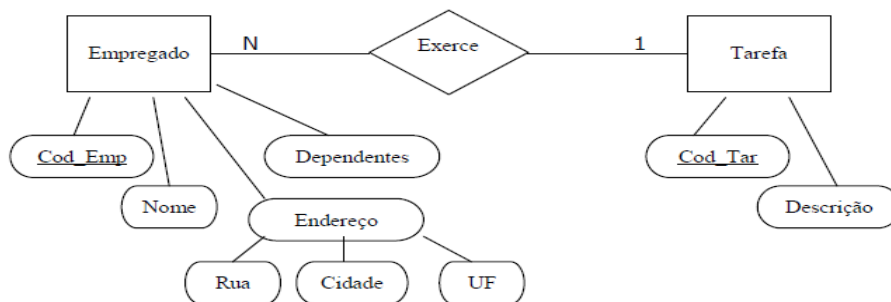 Empregado
N
Exerce
1
Tarefa
Cod_Emp
Dependentes
Cod_Tar
Nome
Endereço
Descrição
Rua
Cidade
UF